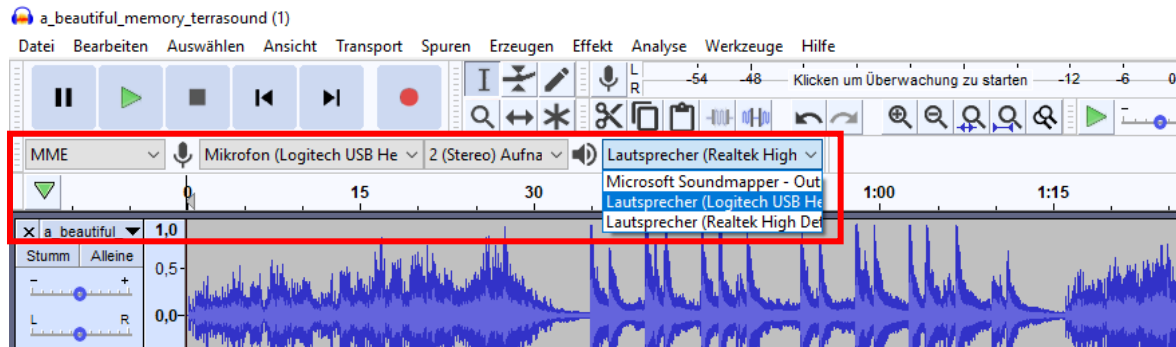 a_beautiful_memory_terrasound (1)
Datei Bearbeiten Auswählen Ansicht Transport Spuren Erzeugen Effekt Analyse Werkzeuge Hilfe
L
R
-54 -48 Klicken um Überwachung zu starten -12 -6 0
MME Mikrofon (Logitech USB He 2 (Stereo) Aufna Lautsprecher (Realtek High
Microsoft Soundmapper - Out
Lautsprecher (Logitech USB He
Lautsprecher (Realtek High Def
0 15 30 1:00 1:15
a_beautiful_ 1,0
Stumm Alleine
0,5-
- +
0,0-
L R